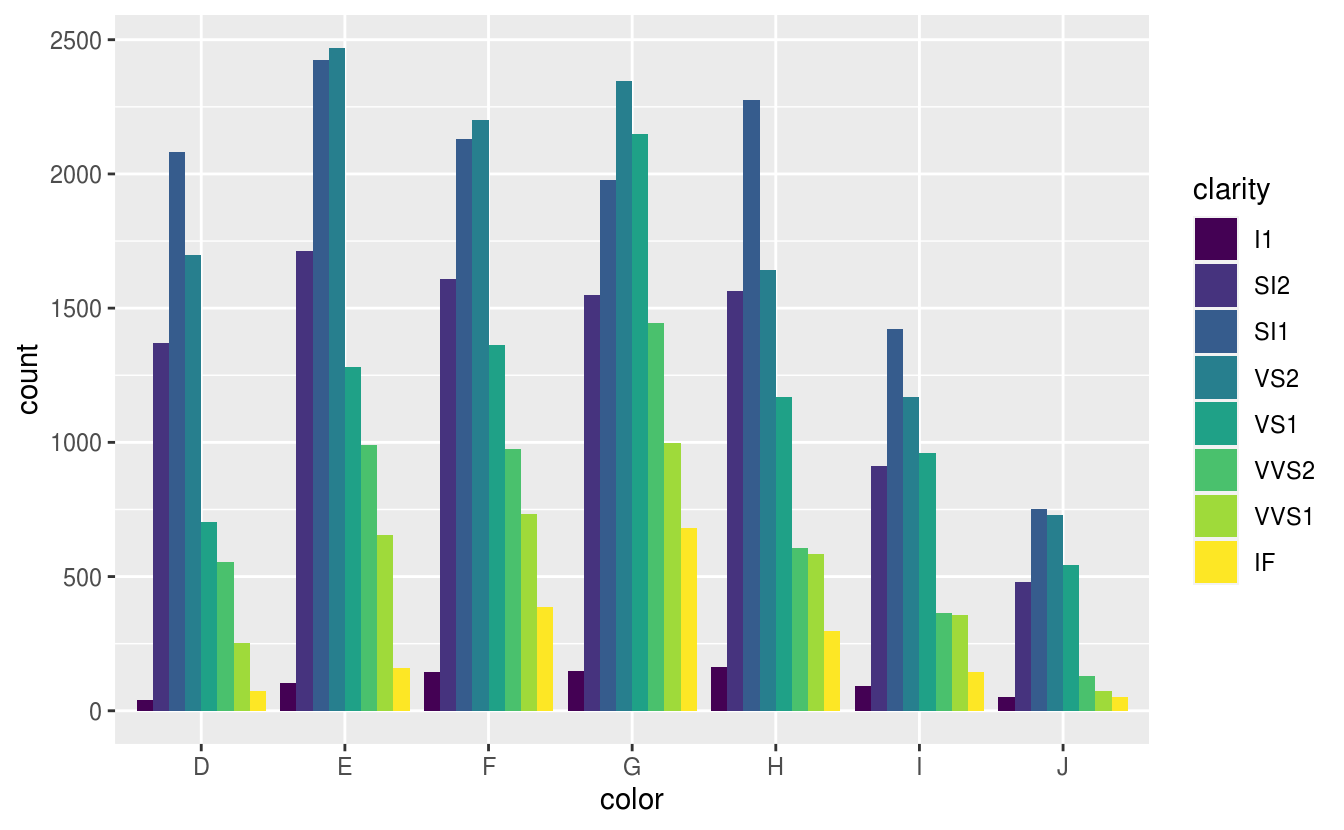 2500
2000
1500
1000
500
0
count
D E F G H I J
color
clarity
I1
SI2
SI1
VS2
VS1
VVS2
VVS1
IF